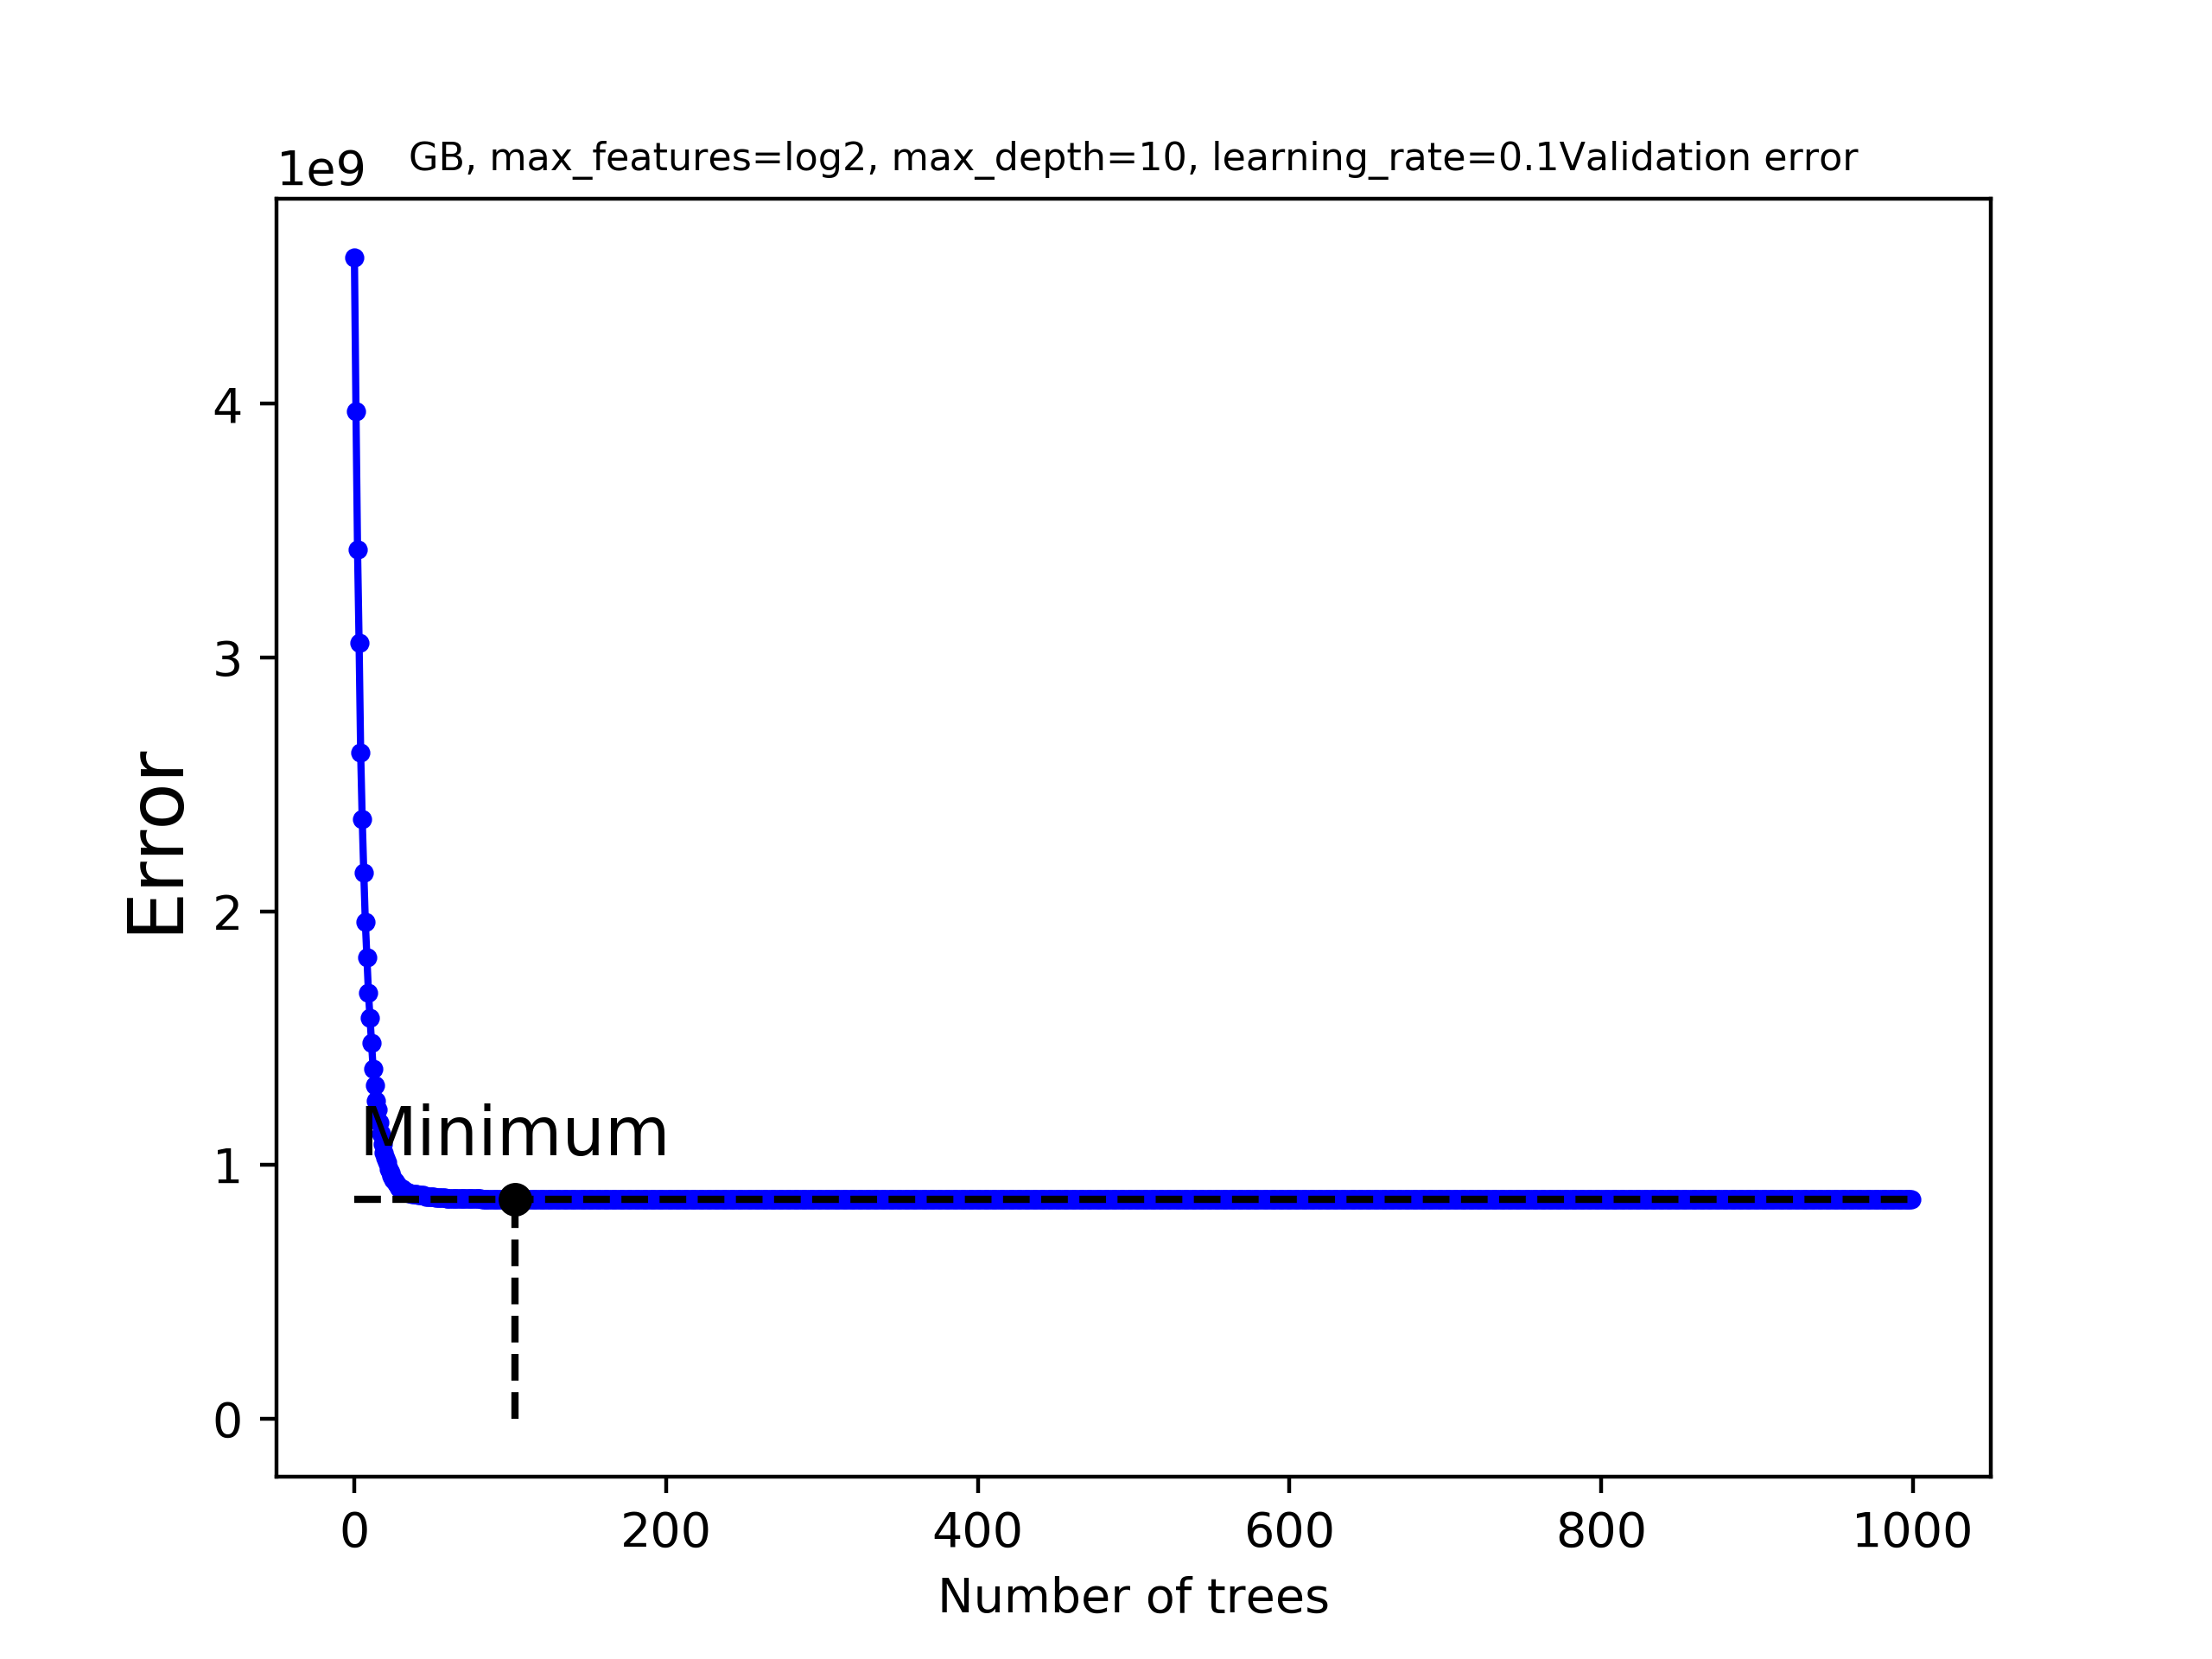 GB, max_features=log2, max_depth=10, learning_rate=0.1Validation error
1e9
4
3
2
1
0
Error
Minimum
0 200 400 600 800 1000
Number of trees